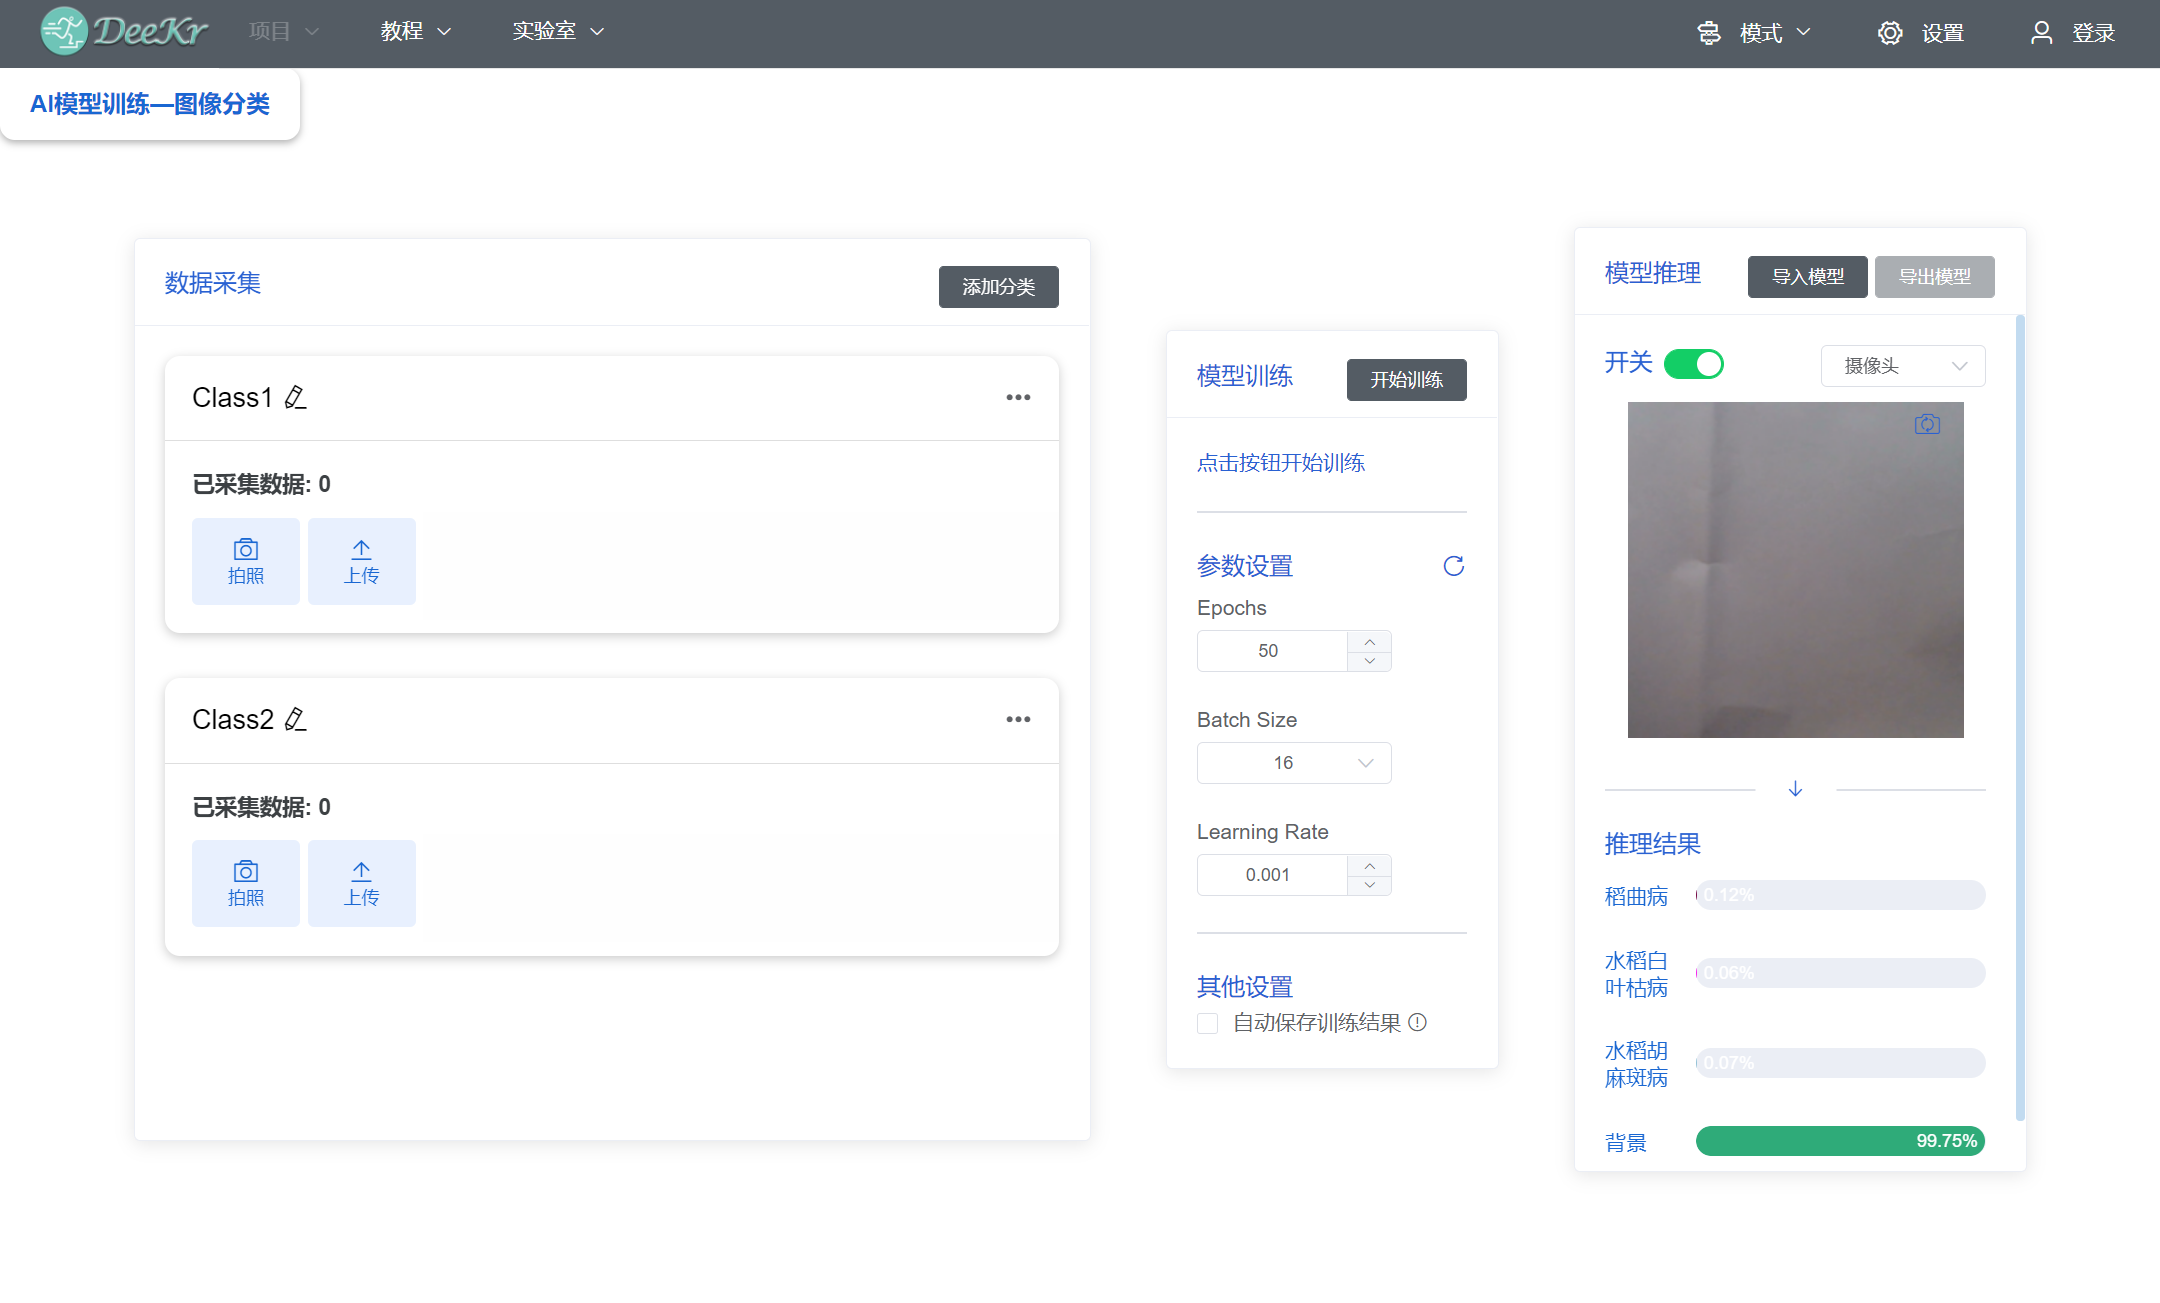 DeeKr
项目
教程
实验室
模式
设置
登录
AI模型训练—图像分类
数据采集
添加分类
Class1
已采集数据: 0
拍照
上传
Class2
已采集数据: 0
拍照
上传
模型训练
开始训练
点击按钮开始训练
参数设置
Epochs
50
Batch Size
16
Learning Rate
0.001
其他设置
自动保存训练结果
模型推理
导入模型
导出模型
开关
摄像头
推理结果
稻曲病
0.12%
水稻白
叶枯病
0.06%
水稻胡
麻斑病
0.07%
背景
99.75%